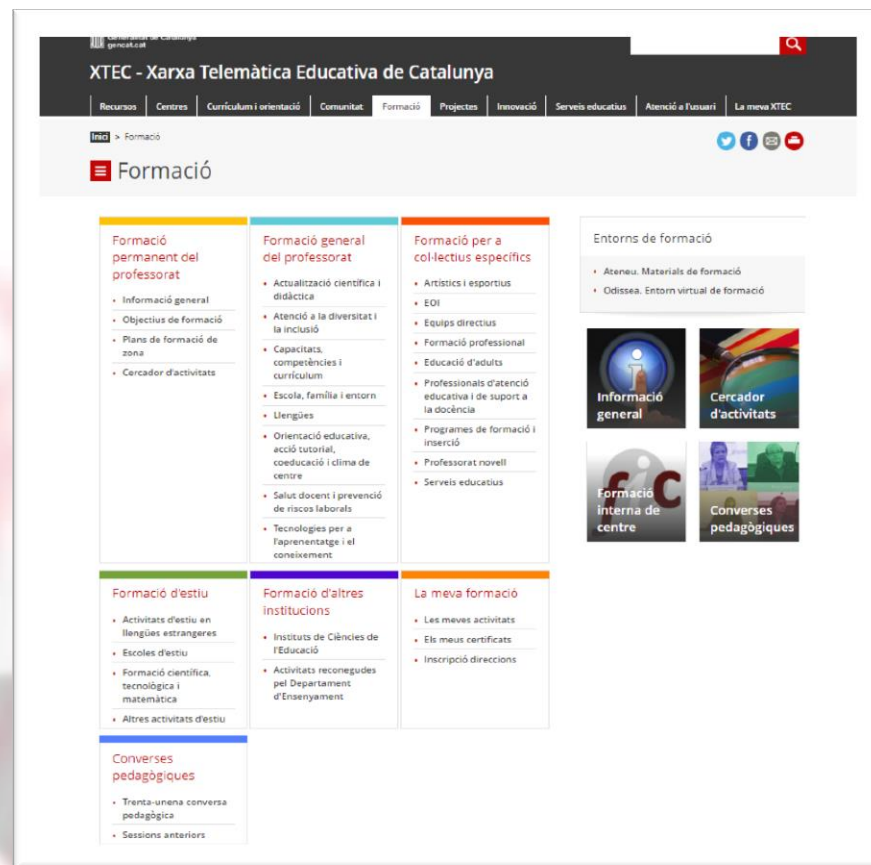 Generalitat de Catalunya
gencat.cat
XTEC - Xarxa Telemàtica Educativa de Catalunya
Recursos
Centres
Currículum i orientació
Comunitat
Formació
Projectes
Innovació
Serveis educatius
Atenció a l'usuari
La meva XTEC
Inici > Formació
Formació
Formació
permanent del
professorat
Informació general
Objectius de formació
Plans de formació de
zona
Cercador d'activitats
Formació general
del professorat
Actualització científica i
didàctica
Atenció a la diversitat i
la inclusió
Capacitats,
competències i
currículum
Escola, família i entorn
Llengües
Orientació educativa,
acció tutorial,
coeducació i clima de
centre
Salut docent i prevenció
de riscos laborals
Tecnologies per a
l'aprenentatge i el
coneixement
Formació per a
col·lectius específics
Artístics i esportius
EOI
Equips directius
Formació professional
Educació d'adults
Professionals d'atenció
educativa i de suport a
la docència
Programes de formació i
inserció
Professorat novell
Serveis educatius
Entorns de formació
Ateneu. Materials de formació
Odissea. Entorn virtual de formació
Informació
general
Cercador
d'activitats
fic
Formació
interna de
centre
Converses
pedagògiques
Formació d'estiu
Activitats d'estiu en
llengües estrangeres
Escoles d'estiu
Formació científica,
tecnològica i
matemàtica
Altres activitats d'estiu
Formació d'altres
institucions
Instituts de Ciències de
l'Educació
Activitats reconegudes
pel Departament
d'Ensenyament
La meva formació
Les meves activitats
Els meus certificats
Inscripció direccions
Converses
pedagògiques
Trenta-unena conversa
pedagògica
Sessions anteriors